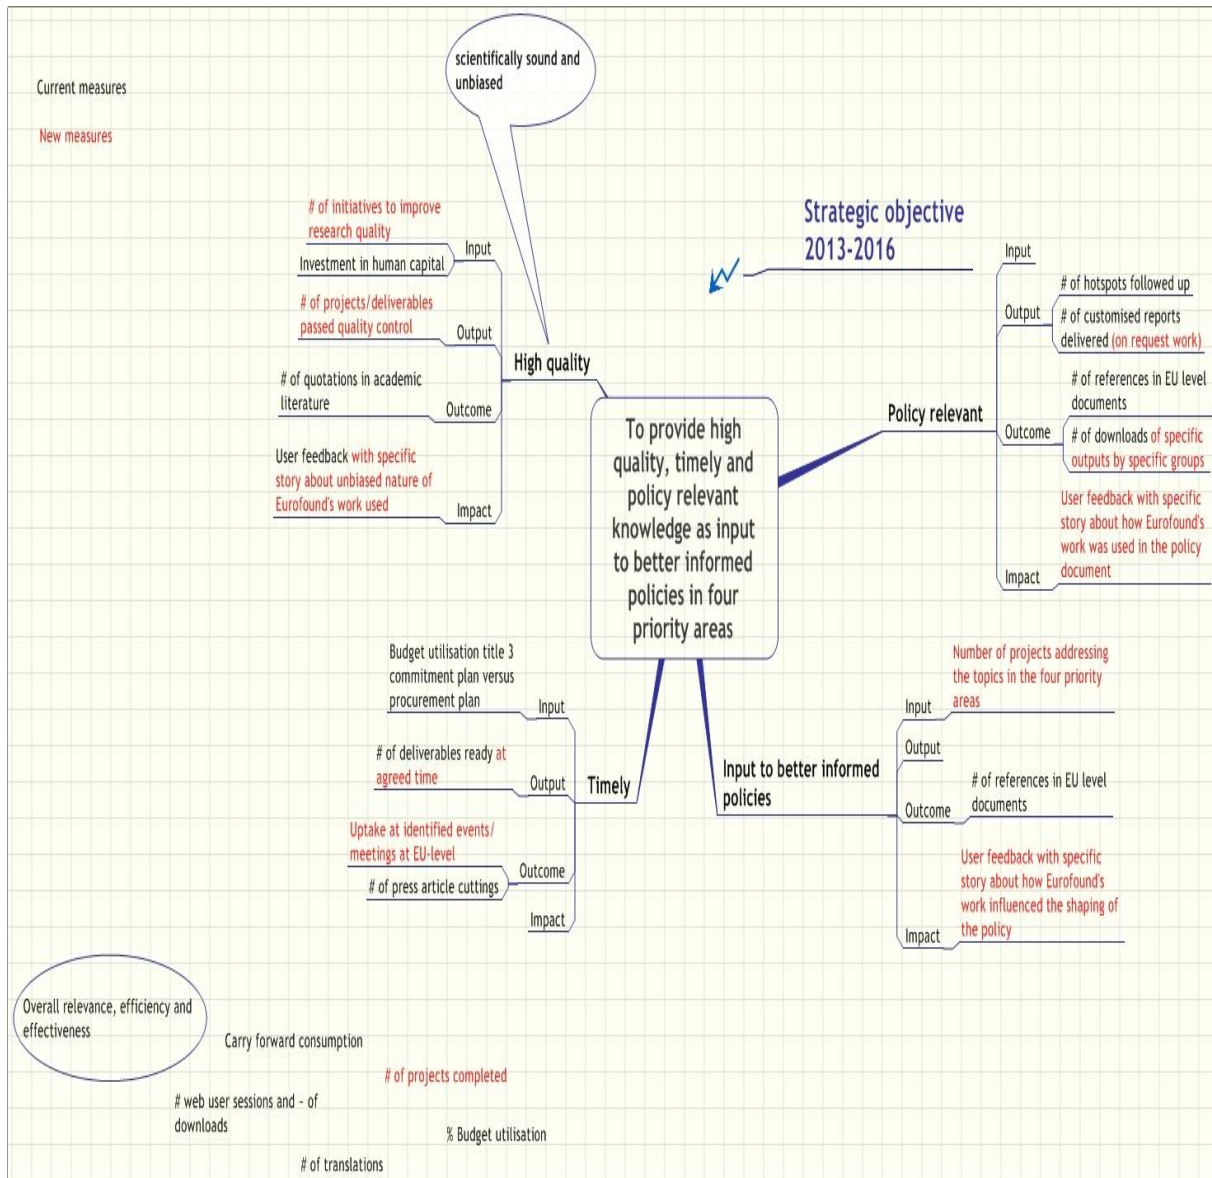 scientifically sound and
unbiased
Current measures
New measures
Strategic objective
2013-2016
# of initiatives to improve
research quality
Input
Investment in human capital
# of projects/deliverables
passed quality control
Output
High quality
# of quotations in academic
literature
Outcome
User feedback with specific
story about unbiased nature of
Eurofound's work used
Impact
To provide high
quality, timely and
policy relevant
knowledge as input
to better informed
policies in four
priority areas
Policy relevant
Input
Output
# of hotspots followed up
# of customised reports
delivered (on request work)
Outcome
# of references in EU level
documents
# of downloads of specific
outputs by specific groups
Impact
User feedback with specific
story about how Eurofound's
work was used in the policy
document
Budget utilisation title 3
commitment plan versus
procurement plan
Input
# of deliverables ready at
agreed time
Output
Timely
Uptake at identified events/
meetings at EU-level
Outcome
# of press article cuttings
Impact
Input to better informed
policies
Input
Number of projects addressing
the topics in the four priority
areas
Output
Outcome
# of references in EU level
documents
Impact
User feedback with specific
story about how Eurofound's
work influenced the shaping of
the policy
Overall relevance, efficiency and
effectiveness
Carry forward consumption
# of projects completed
# web user sessions and - of
downloads
% Budget utilisation
# of translations